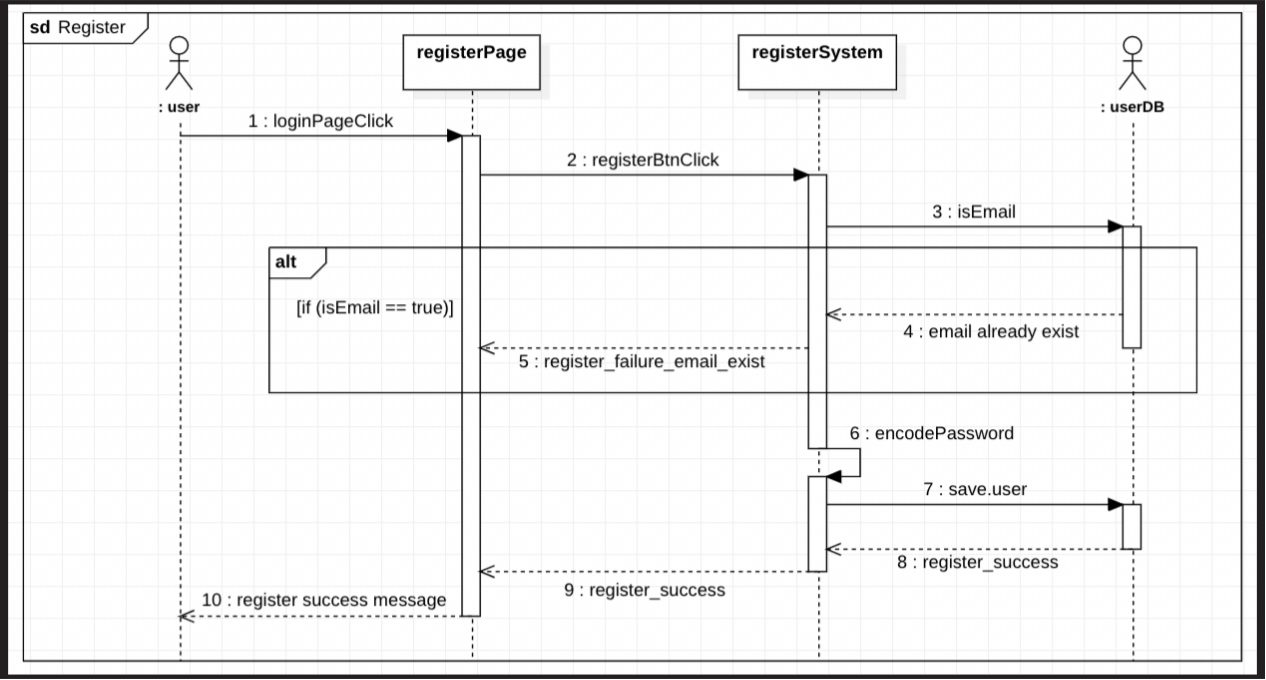 sd Register
registerPage
registerSystem
: user
: userDB
1 : loginPageClick
2 : registerBtnClick
3 : isEmail
alt
[if (isEmail == true)]
4 : email already exist
5 : register_failure_email_exist
6 : encodePassword
7 : save.user
8 : register_success
9 : register_success
10 : register success message